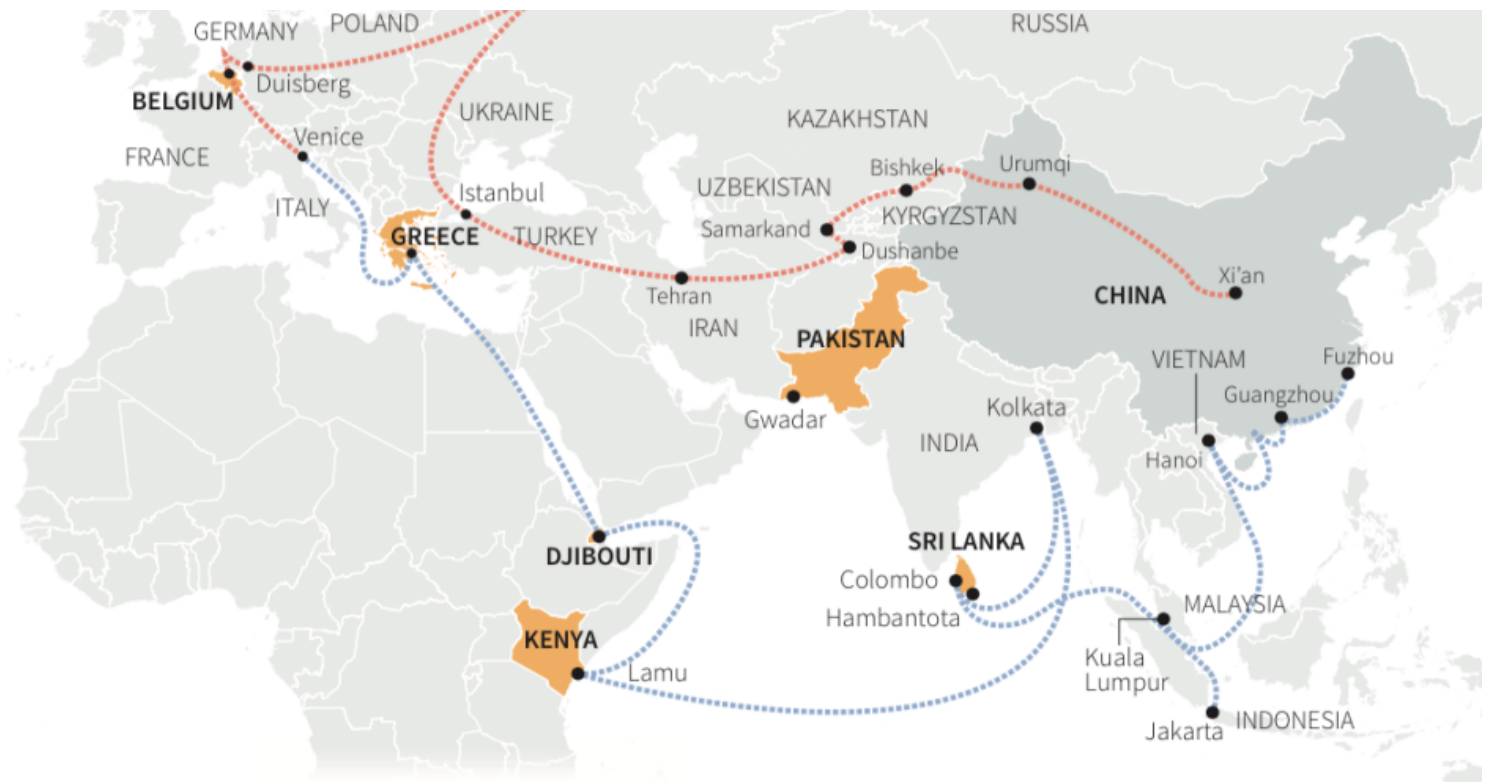 GERMANY
POLAND
RUSSIA
Duisberg
BELGIUM
UKRAINE
KAZAKHSTAN
Venice
FRANCE
Bishkek
Urumqi
UZBEKISTAN
Istanbul
ITALY
KYRGYZSTAN
Samarkand
GREECE
TURKEY
Dushanbe
Tehran
Xi'an
CHINA
IRAN
PAKISTAN
VIETNAM
Fuzhou
Guangzhou
Gwadar
Kolkata
INDIA
Hanoi
SRI LANKA
DJIBOUTI
Colombo
MALAYSIA
Hambantota
KENYA
Lamu
Kuala
Lumpur
Jakarta
INDONESIA